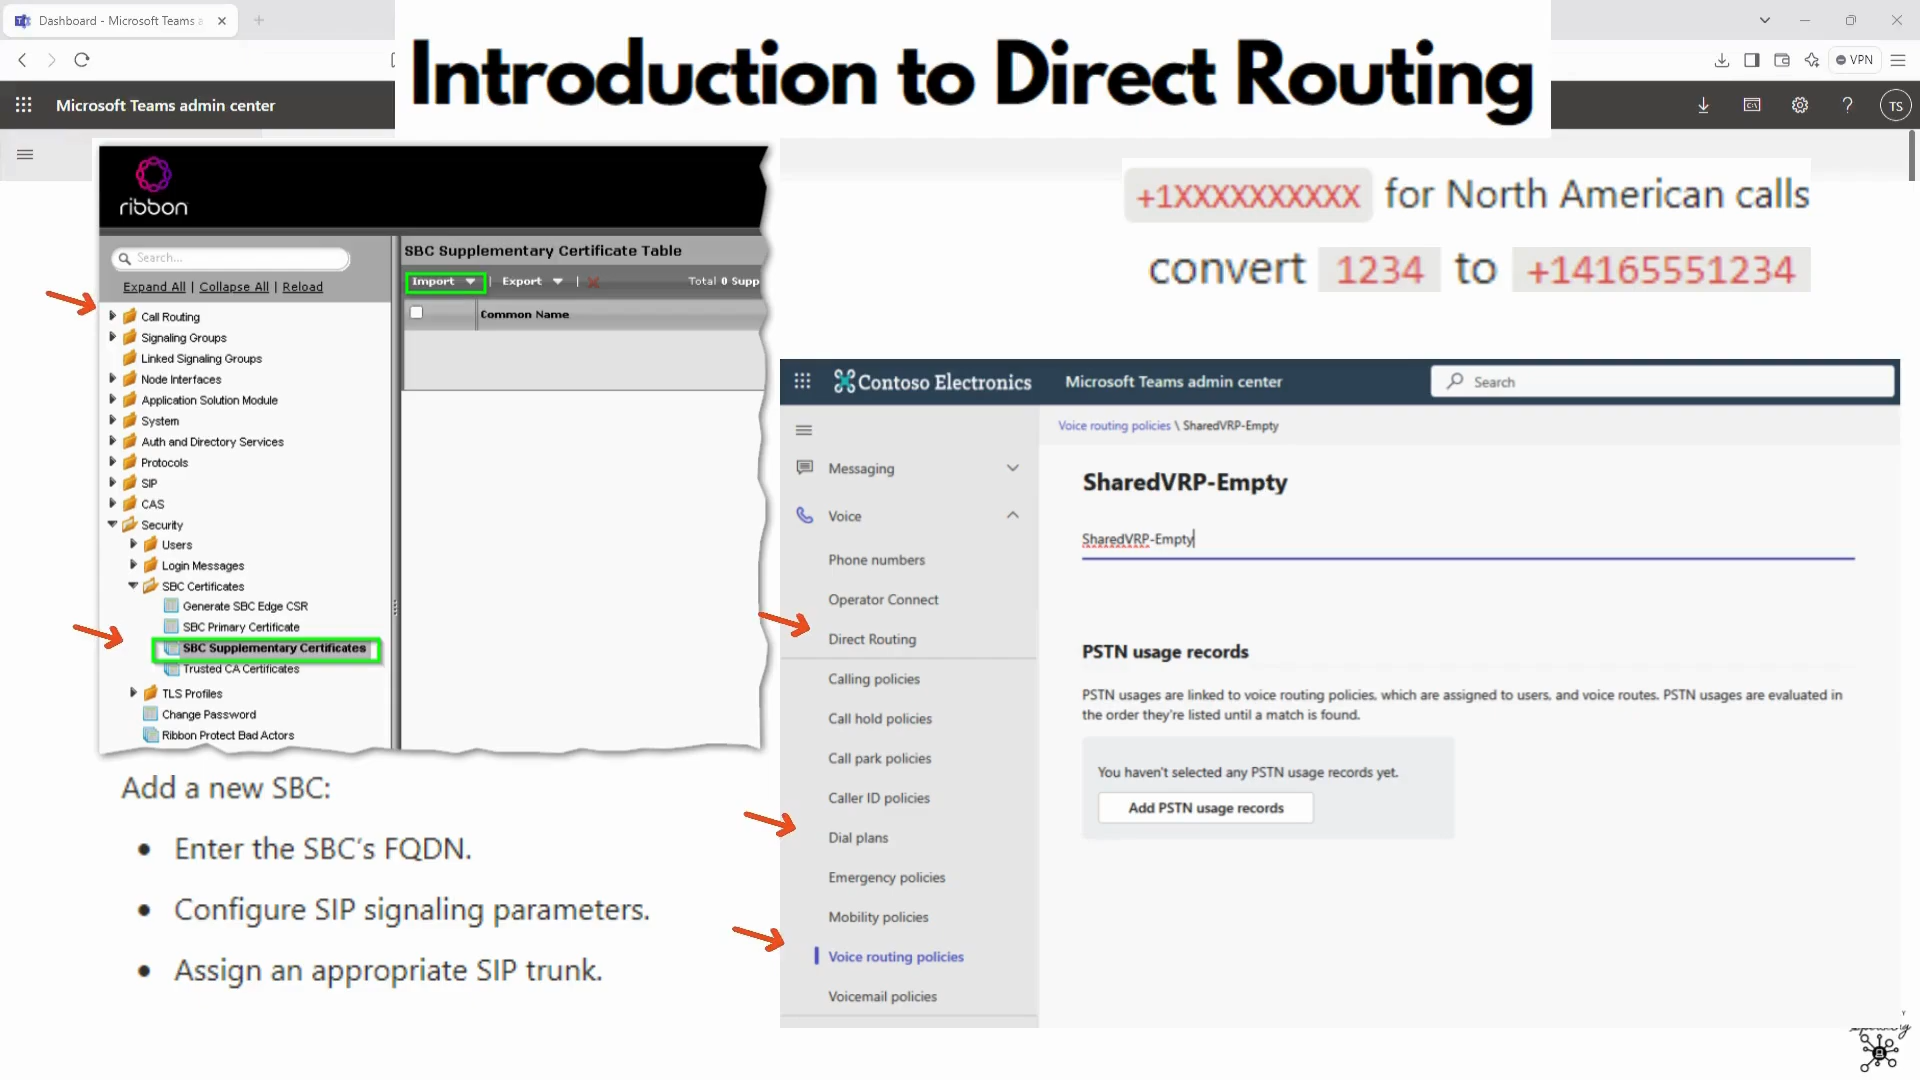 Dashboard - Microsoft Teams a
VPN
Introduction to Direct Routing
Microsoft Teams admin center
TS
ribbon
Search...
Expand All | Collapse All | Reload
Call Routing
Signaling Groups
Linked Signaling Groups
Node Interfaces
Application Solution Module
System
Auth and Directory Services
Protocols
SIP
CAS
Security
Users
Login Messages
SBC Certificates
Generate SBC Edge CSR
SBC Primary Certificate
SBC Supplementary Certificates
Trusted CA Certificates
TLS Profiles
Change Password
Ribbon Protect Bad Actors
SBC Supplementary Certificate Table
Import | Export | Total 0 Supp
Common Name
+1XXXXXXXXXX for North American calls
convert 1234 to +14165551234
Add a new SBC:
• Enter the SBC's FQDN.
• Configure SIP signaling parameters.
• Assign an appropriate SIP trunk.
Contoso Electronics Microsoft Teams admin center Search
Messaging
Voice
Phone numbers
Operator Connect
Direct Routing
Calling policies
Call hold policies
Call park policies
Caller ID policies
Dial plans
Emergency policies
Mobility policies
Voice routing policies
Voicemail policies
Voice routing policies \ SharedVRP-Empty
SharedVRP-Empty
SharedVRP-Empty
PSTN usage records
PSTN usages are linked to voice routing policies, which are assigned to users, and voice routes. PSTN usages are evaluated in
the order they're listed until a match is found.
You haven't selected any PSTN usage records yet.
Add PSTN usage records